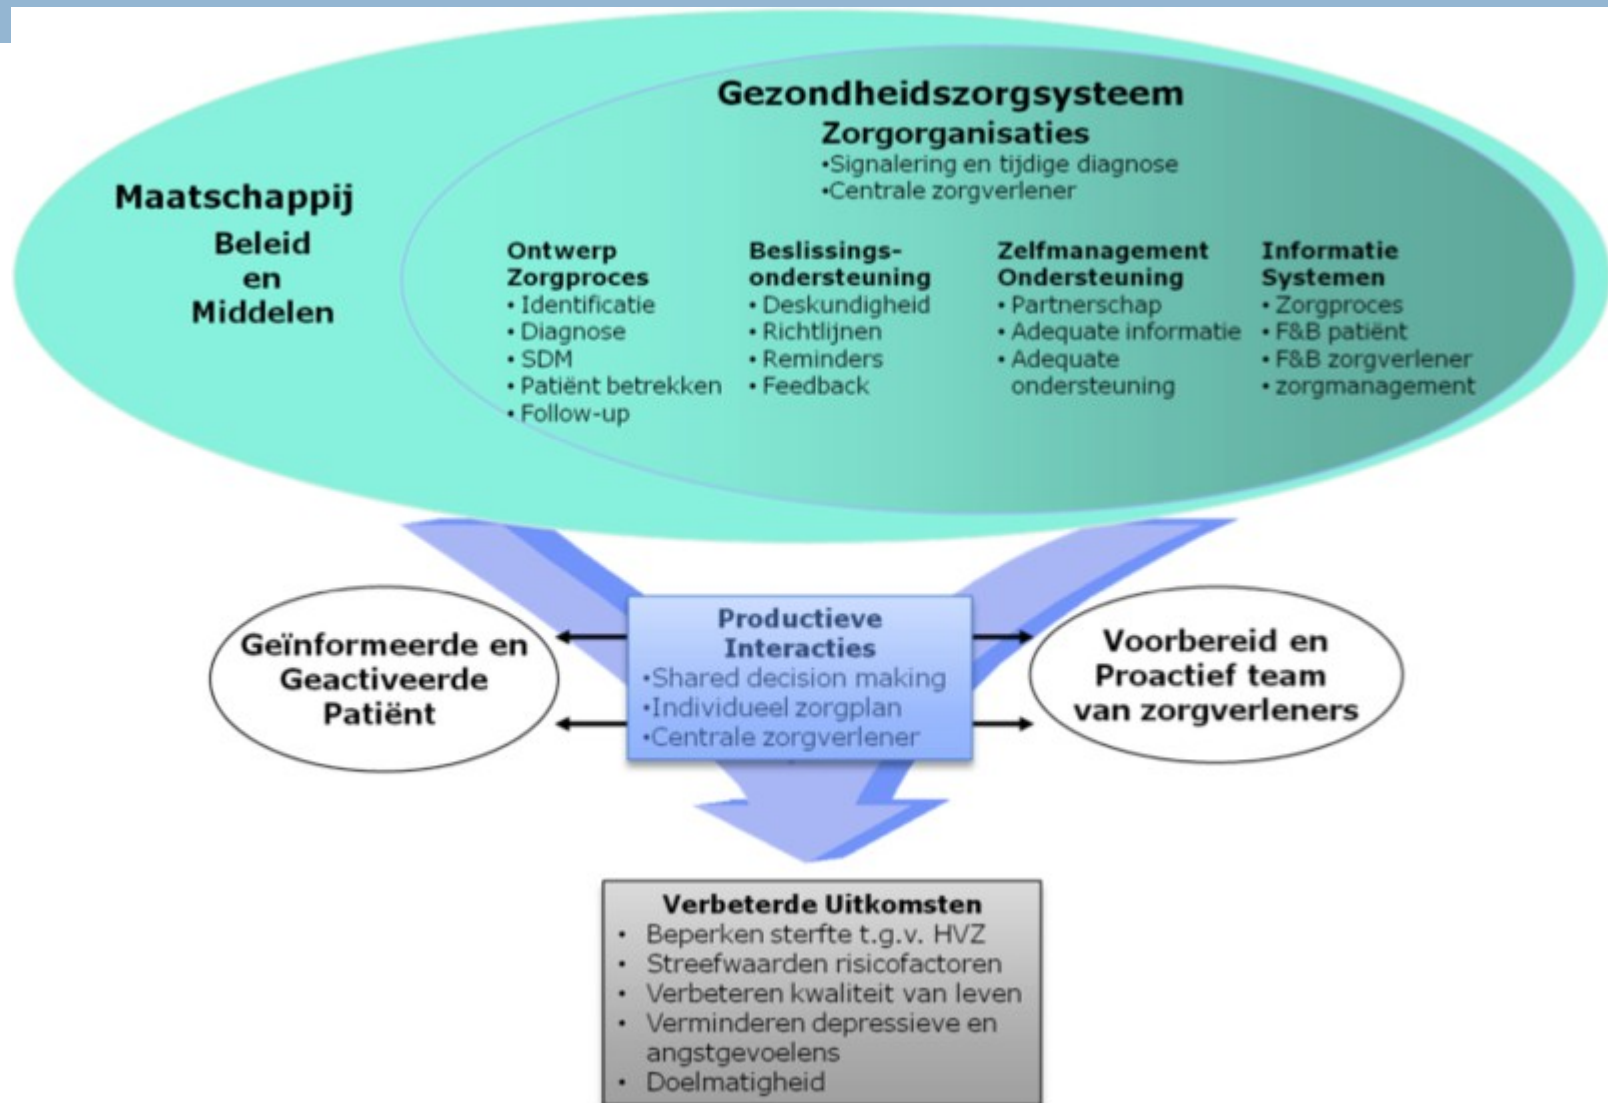 Gezondheidszorgsysteem
Zorgorganisaties
•Signalering en tijdige diagnose
•Centrale zorgverlener
Maatschappij
Beleid
en
Middelen
Ontwerp
Zorgproces
• Identificatie
• Diagnose
• SDM
• Patiënt betrekken
• Follow-up
Beslissings-
ondersteuning
• Deskundigheid
• Richtlijnen
• Reminders
• Feedback
Zelfmanagement
Ondersteuning
• Partnerschap
• Adequate informatie
• Adequate
ondersteuning
Informatie
Systemen
• Zorgproces
• F&B patiënt
• F&B zorgverlener
• zorgmanagement
Geïnformeerde en
Geactiveerde
Patiënt
Productieve
Interacties
•Shared decision making
•Individueel zorgplan
•Centrale zorgverlener
Voorbereid en
Proactief team
van zorgverleners
Verbeterde Uitkomsten
• Beperken sterfte t.g.v. HVZ
• Streefwaarden risicofactoren
• Verbeteren kwaliteit van leven
• Verminderen depressieve en
angstgevoelens
• Doelmatigheid